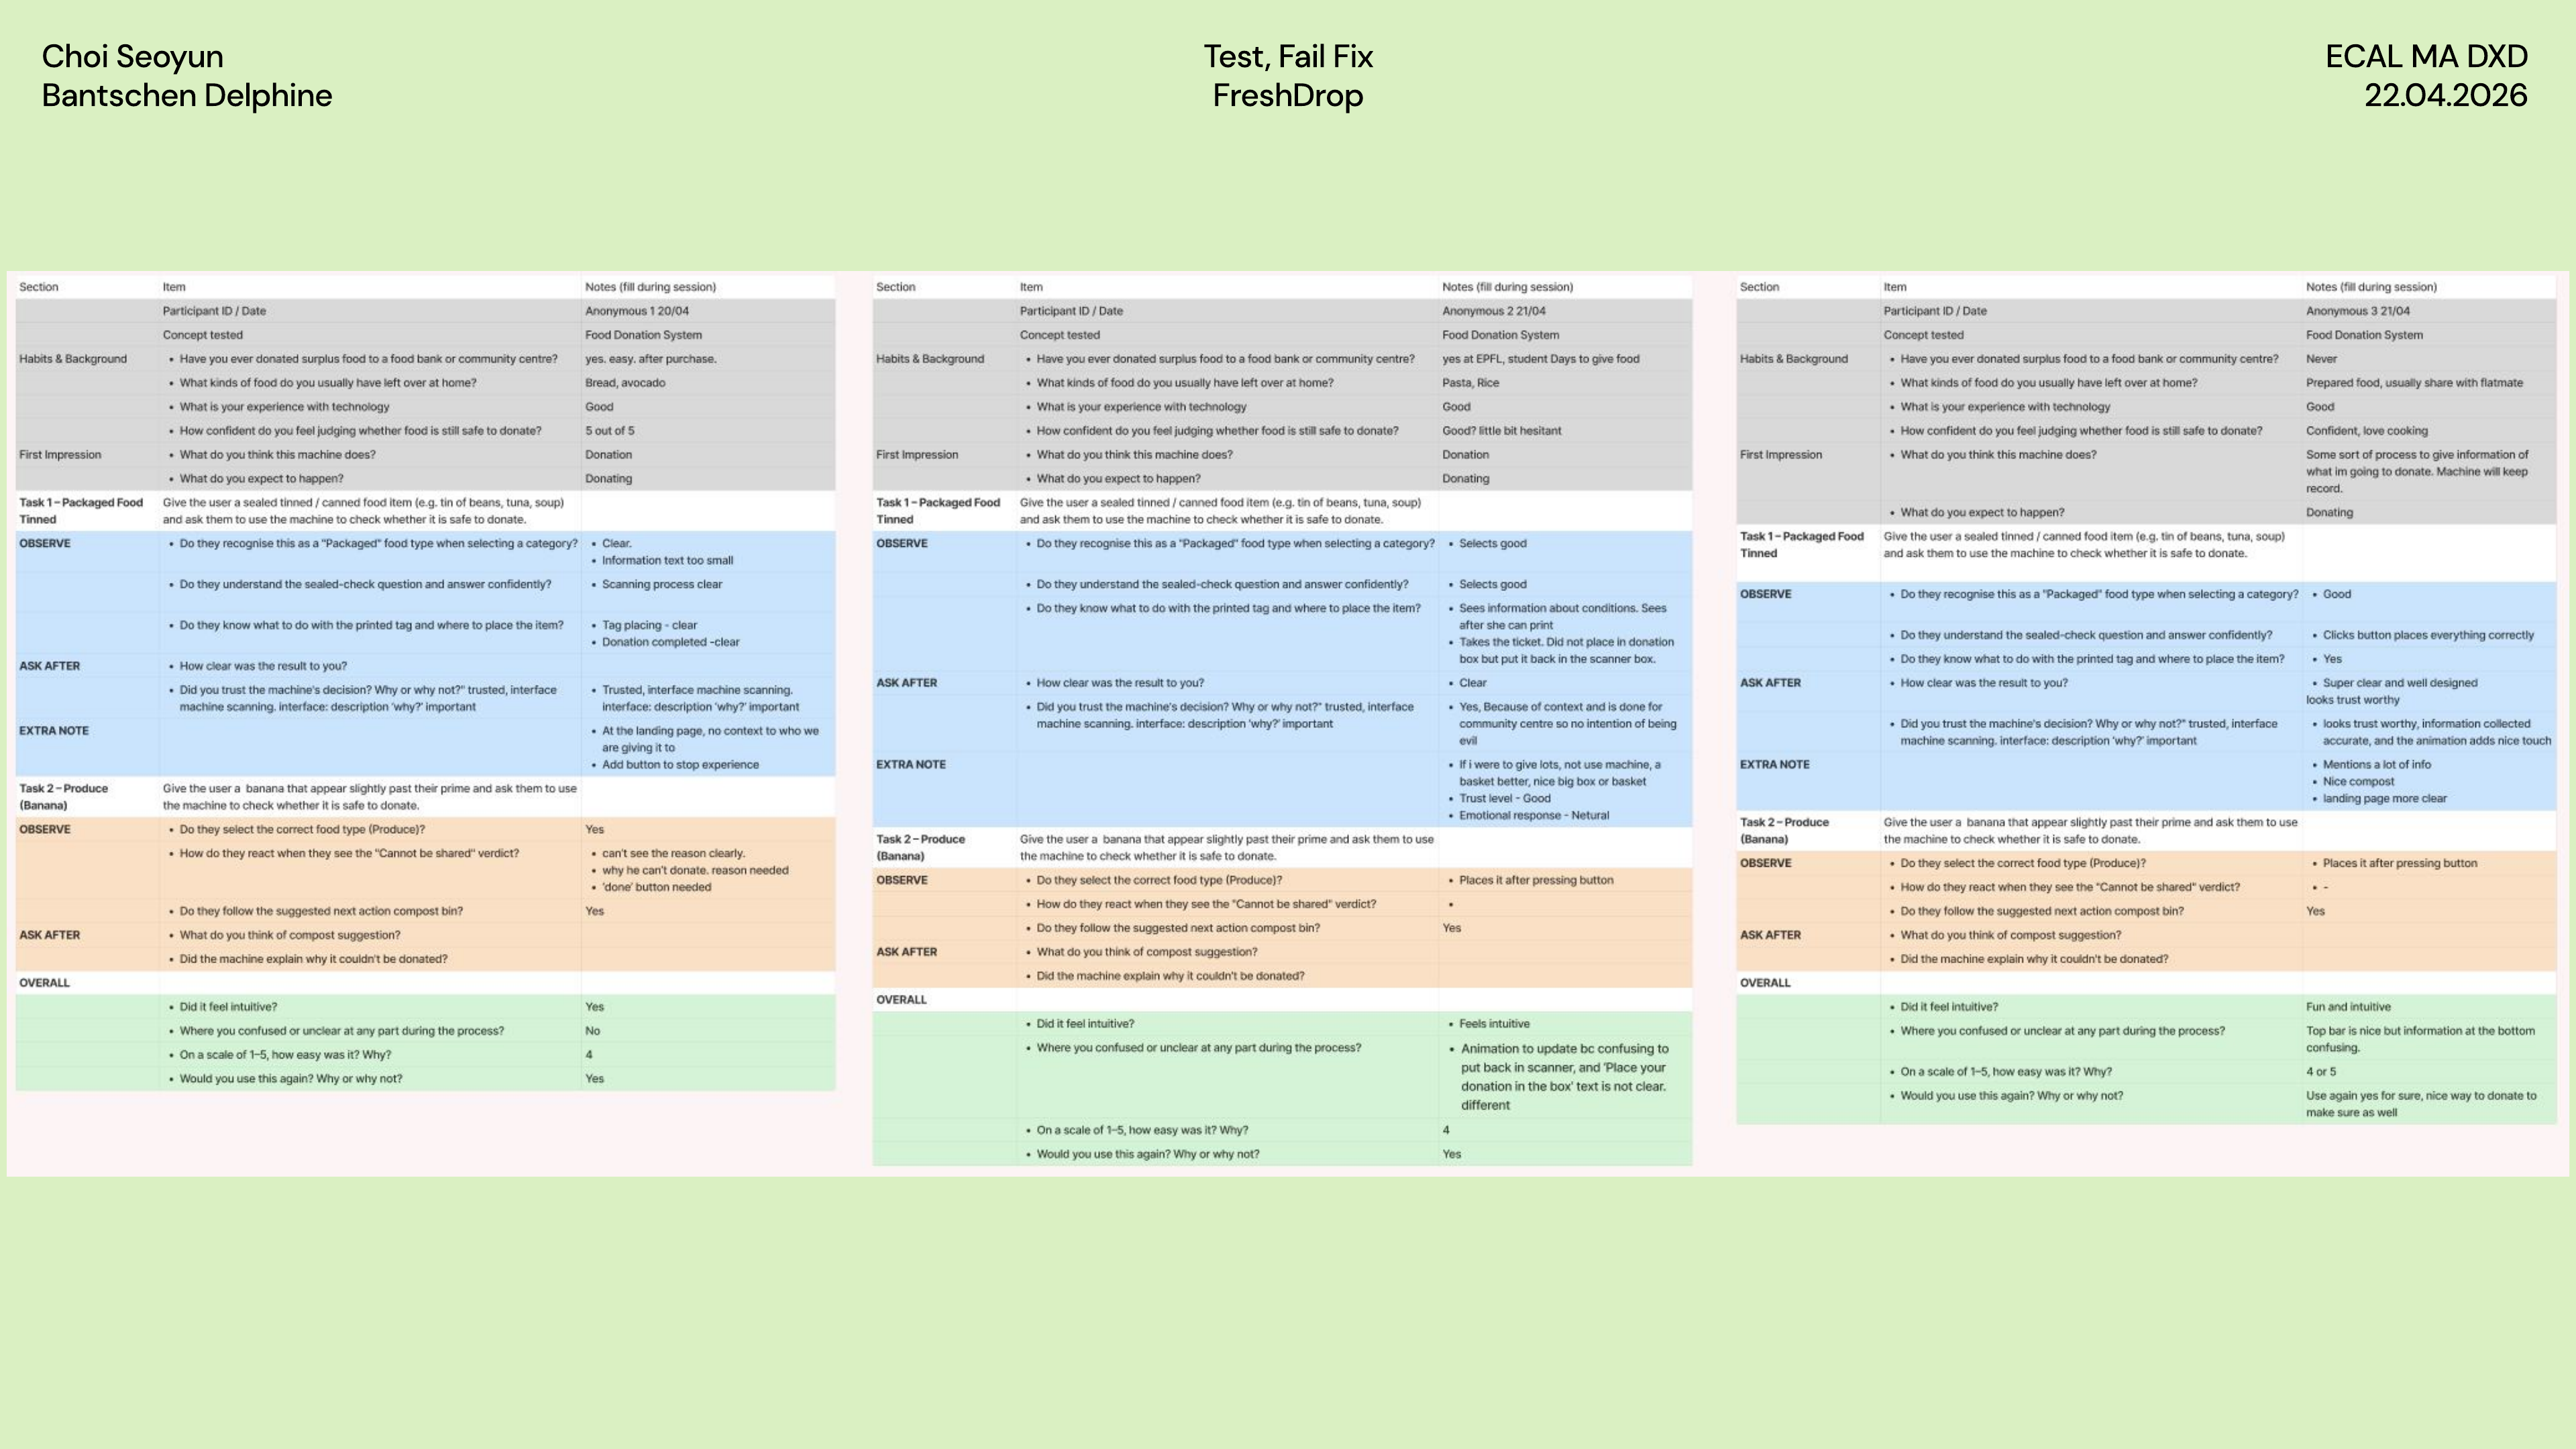 Choi Seoyun
Bantschen Delphine
Test, Fail Fix
FreshDrop
ECAL MA DXD
22.04.2026
Section Item Notes (fill during session)
Participant ID / Date Anonymous 1 20/04
Concept tested Food Donation System
Habits & Background • Have you ever donated surplus food to a food bank or community centre? yes. easy. after purchase.
• What kinds of food do you usually have left over at home? Bread, avocado
• What is your experience with technology Good
• How confident do you feel judging whether food is still safe to donate? 5 out of 5
First Impression • What do you think this machine does? Donation
• What do you expect to happen? Donating
Task 1 – Packaged Food Give the user a sealed tinned / canned food item (e.g. tin of beans, tuna, soup)
Tinned and ask them to use the machine to check whether it is safe to donate.
OBSERVE • Do they recognise this as a "Packaged" food type when selecting a category? • Clear.
• Information text too small
• Do they understand the sealed-check question and answer confidently? • Scanning process clear
• Do they know what to do with the printed tag and where to place the item? • Tag placing - clear
• Donation completed -clear
ASK AFTER • How clear was the result to you?
• Did you trust the machine's decision? Why or why not?" trusted, interface • Trusted, interface machine scanning.
machine scanning. interface: description 'why?' important interface: description 'why?' important
EXTRA NOTE • At the landing page, no context to who we
are giving it to
• Add button to stop experience
Task 2 – Produce Give the user a banana that appear slightly past their prime and ask them to use
(Banana) the machine to check whether it is safe to donate.
OBSERVE • Do they select the correct food type (Produce)? Yes
• How do they react when they see the "Cannot be shared" verdict? • can't see the reason clearly.
• why he can't donate. reason needed
• 'done' button needed
• Do they follow the suggested next action compost bin? Yes
ASK AFTER • What do you think of compost suggestion?
• Did the machine explain why it couldn't be donated?
OVERALL
• Did it feel intuitive? Yes
• Where you confused or unclear at any part during the process? No
• On a scale of 1–5, how easy was it? Why? 4
• Would you use this again? Why or why not? Yes
Section Item Notes (fill during session)
Participant ID / Date Anonymous 2 21/04
Concept tested Food Donation System
Habits & Background • Have you ever donated surplus food to a food bank or community centre? yes at EPFL, student Days to give food
• What kinds of food do you usually have left over at home? Pasta, Rice
• What is your experience with technology Good
• How confident do you feel judging whether food is still safe to donate? Good? little bit hesitant
First Impression • What do you think this machine does? Donation
• What do you expect to happen? Donating
Task 1 – Packaged Food Give the user a sealed tinned / canned food item (e.g. tin of beans, tuna, soup)
Tinned and ask them to use the machine to check whether it is safe to donate.
OBSERVE • Do they recognise this as a "Packaged" food type when selecting a category? • Selects good
• Do they understand the sealed-check question and answer confidently? • Selects good
• Do they know what to do with the printed tag and where to place the item? • Sees information about conditions. Sees
after she can print
• Takes the ticket. Did not place in donation
box but put it back in the scanner box.
ASK AFTER • How clear was the result to you? • Clear
• Did you trust the machine's decision? Why or why not?" trusted, interface • Yes, Because of context and is done for
machine scanning. interface: description 'why?' important community centre so no intention of being
evil
EXTRA NOTE • If i were to give lots, not use machine, a
basket better, nice big box or basket
• Trust level - Good
• Emotional response - Netural
Task 2 – Produce Give the user a banana that appear slightly past their prime and ask them to use
(Banana) the machine to check whether it is safe to donate.
OBSERVE • Do they select the correct food type (Produce)? • Places it after pressing button
• How do they react when they see the "Cannot be shared" verdict? •
• Do they follow the suggested next action compost bin? Yes
ASK AFTER • What do you think of compost suggestion?
• Did the machine explain why it couldn't be donated?
OVERALL
• Did it feel intuitive? • Feels intuitive
• Where you confused or unclear at any part during the process? • Animation to update bc confusing to
put back in scanner, and 'Place your
donation in the box' text is not clear.
different
• On a scale of 1–5, how easy was it? Why? 4
• Would you use this again? Why or why not? Yes
Section Item Notes (fill during session)
Participant ID / Date Anonymous 3 21/04
Concept tested Food Donation System
Habits & Background • Have you ever donated surplus food to a food bank or community centre? Never
• What kinds of food do you usually have left over at home? Prepared food, usually share with flatmate
• What is your experience with technology Good
• How confident do you feel judging whether food is still safe to donate? Confident, love cooking
First Impression • What do you think this machine does? Some sort of process to give information of
what im going to donate. Machine will keep
record.
• What do you expect to happen? Donating
Task 1 – Packaged Food Give the user a sealed tinned / canned food item (e.g. tin of beans, tuna, soup)
Tinned and ask them to use the machine to check whether it is safe to donate.
OBSERVE • Do they recognise this as a "Packaged" food type when selecting a category? • Good
• Do they understand the sealed-check question and answer confidently? • Clicks button places everything correctly
• Do they know what to do with the printed tag and where to place the item? • Yes
ASK AFTER • How clear was the result to you? • Super clear and well designed
looks trust worthy
• Did you trust the machine's decision? Why or why not?" trusted, interface • looks trust worthy, information collected
machine scanning. interface: description 'why?' important accurate, and the animation adds nice touch
EXTRA NOTE • Mentions a lot of info
• Nice compost
• landing page more clear
Task 2 – Produce Give the user a banana that appear slightly past their prime and ask them to use
(Banana) the machine to check whether it is safe to donate.
OBSERVE • Do they select the correct food type (Produce)? • Places it after pressing button
• How do they react when they see the "Cannot be shared" verdict? • -
• Do they follow the suggested next action compost bin? Yes
ASK AFTER • What do you think of compost suggestion?
• Did the machine explain why it couldn't be donated?
OVERALL
• Did it feel intuitive? Fun and intuitive
• Where you confused or unclear at any part during the process? Top bar is nice but information at the bottom
confusing.
• On a scale of 1–5, how easy was it? Why? 4 or 5
• Would you use this again? Why or why not? Use again yes for sure, nice way to donate to
make sure as well